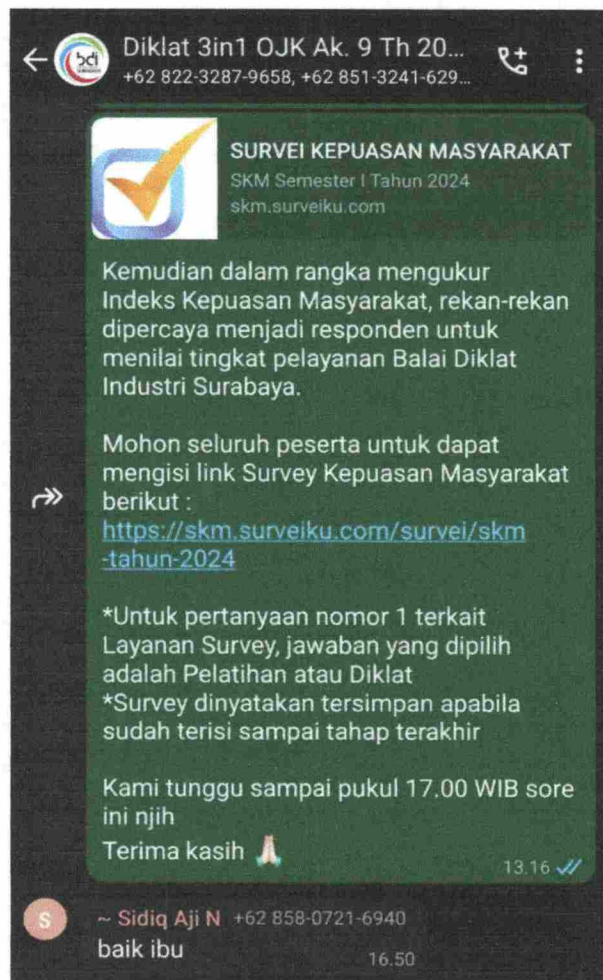 Diklat 3in1 OJK Ak. 9 Th 20...
+62 822-3287-9658, +62 851-3241-629...
bdi
SURVEI KEPUASAN MASYARAKAT
SKM Semester I Tahun 2024
skm.surveiku.com
Kemudian dalam rangka mengukur
Indeks Kepuasan Masyarakat, rekan-rekan
dipercaya menjadi responden untuk
menilai tingkat pelayanan Balai Diklat
Industri Surabaya.
Mohon seluruh peserta untuk dapat
mengisi link Survey Kepuasan Masyarakat
berikut :
https://skm.surveiku.com/survei/skm
-tahun-2024
*Untuk pertanyaan nomor 1 terkait
Layanan Survey, jawaban yang dipilih
adalah Pelatihan atau Diklat
*Survey dinyatakan tersimpan apabila
sudah terisi sampai tahap terakhir
Kami tunggu sampai pukul 17.00 WIB sore
ini njih
Terima kasih 🙏🏻
13.16
S
~ Sidiq Aji N +62 858-0721-6940
baik ibu
16.50